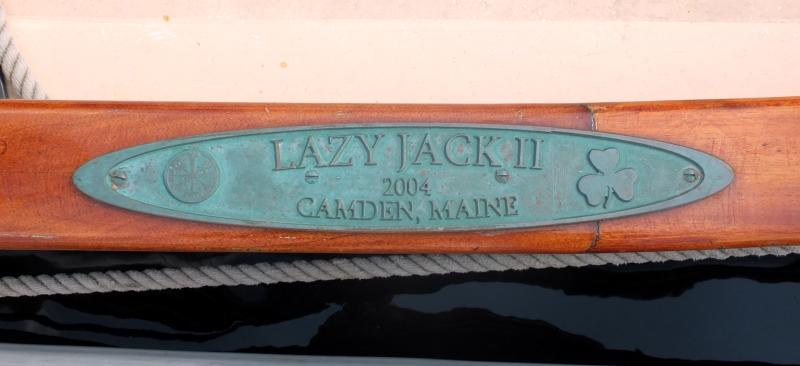 LAZY JACK II
2004
CAMDEN, MAINE